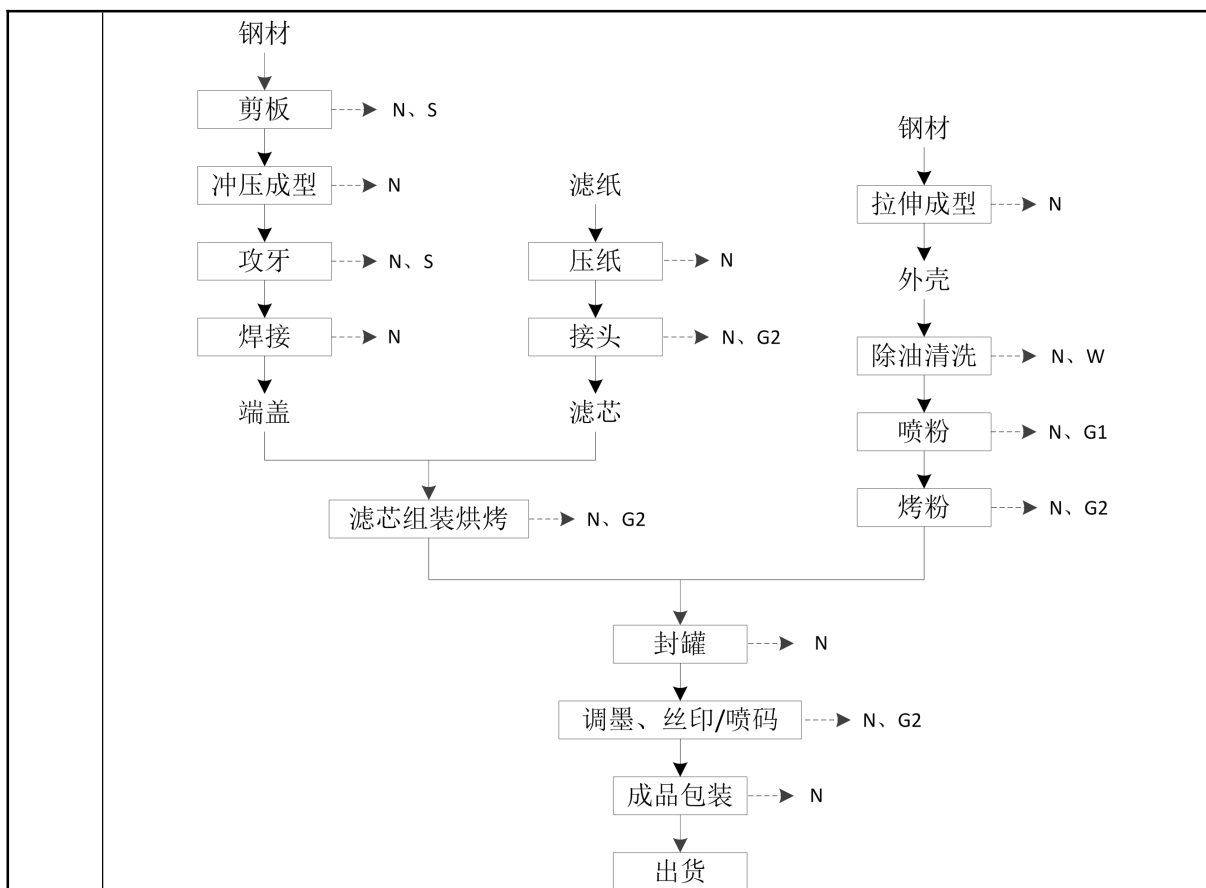 钢材
剪板
N、S
冲压成型
N
攻牙
N、S
焊接
N
端盖
滤纸
压纸
N
接头
N、G2
滤芯
滤芯组装烘烤
N、G2
钢材
拉伸成型
N
外壳
除油清洗
N、W
喷粉
N、G1
烤粉
N、G2
封罐
N
调墨、丝印/喷码
N、G2
成品包装
N
出货